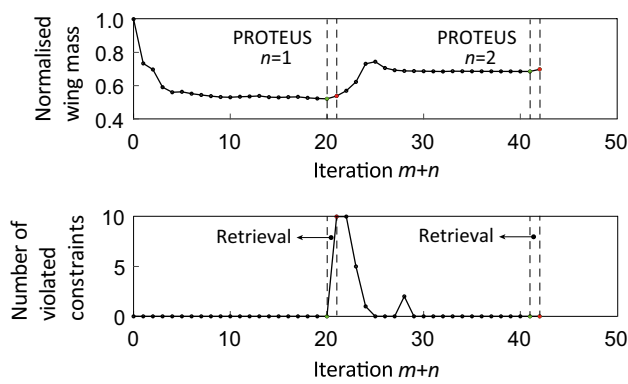 Normalised
wing mass
1.0
0.8
0.6
0.4
PROTEUS
n=1
PROTEUS
n=2
0
10
20
30
40
50
Iteration m+n
Number of
violated
constraints
10
5
0
Retrieval
Retrieval
0
10
20
30
40
50
Iteration m+n